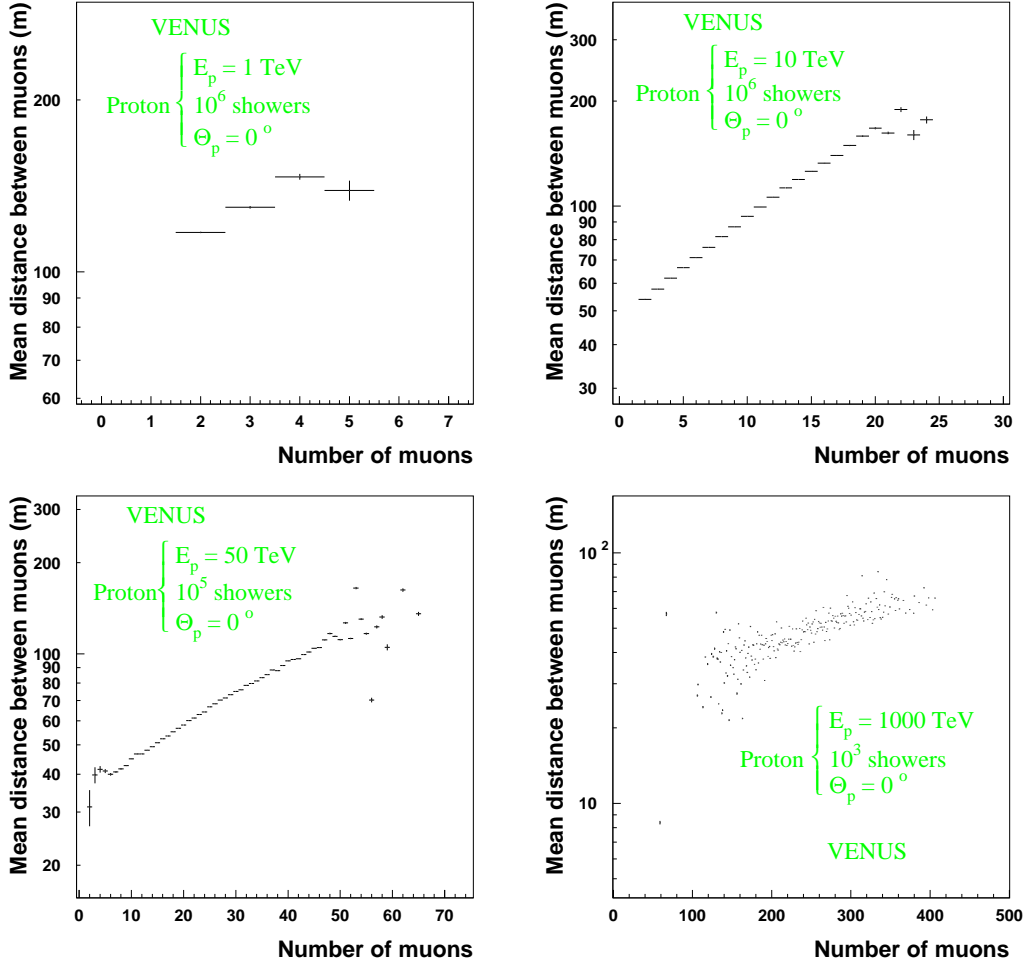 Mean distance between muons (m)
VENUS
Proton
E_p = 1 TeV
10^6 showers
Θ_p = 0 °
200
100
90
80
70
60
0 1 2 3 4 5 6 7
Number of muons
Mean distance between muons (m)
VENUS
Proton
E_p = 10 TeV
10^6 showers
Θ_p = 0 °
300
200
100
90
80
70
60
50
40
30
0 5 10 15 20 25 30
Number of muons
Mean distance between muons (m)
VENUS
Proton
E_p = 50 TeV
10^5 showers
Θ_p = 0 °
300
200
100
90
80
70
60
50
40
30
20
0 10 20 30 40 50 60 70
Number of muons
Mean distance between muons (m)
10^2
10
Proton
E_p = 1000 TeV
10^3 showers
Θ_p = 0 °
VENUS
0 100 200 300 400 500
Number of muons